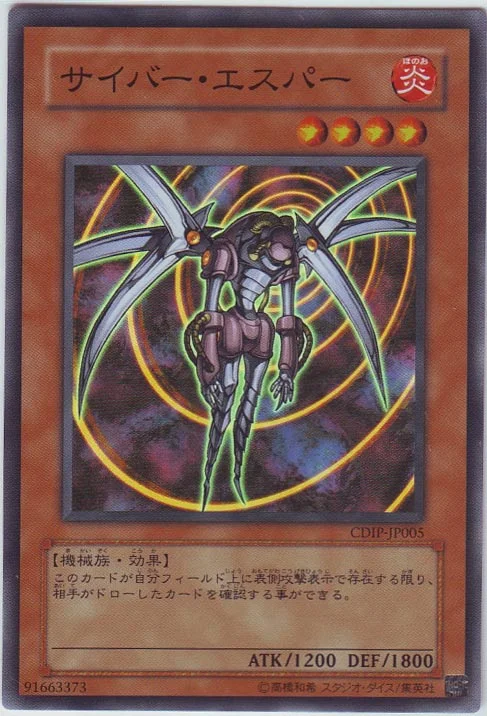 サイバー・エスパー
ほのお
炎
CDIP-JP005
【機械族・効果】
このカードが自分フィールド上に表側攻撃表示で存在する限り、
相手がドローしたカードを確認する事ができる。
ATK/1200 DEF/1800
91663373
©高橋和希 スタジオ・ダイス/集英社